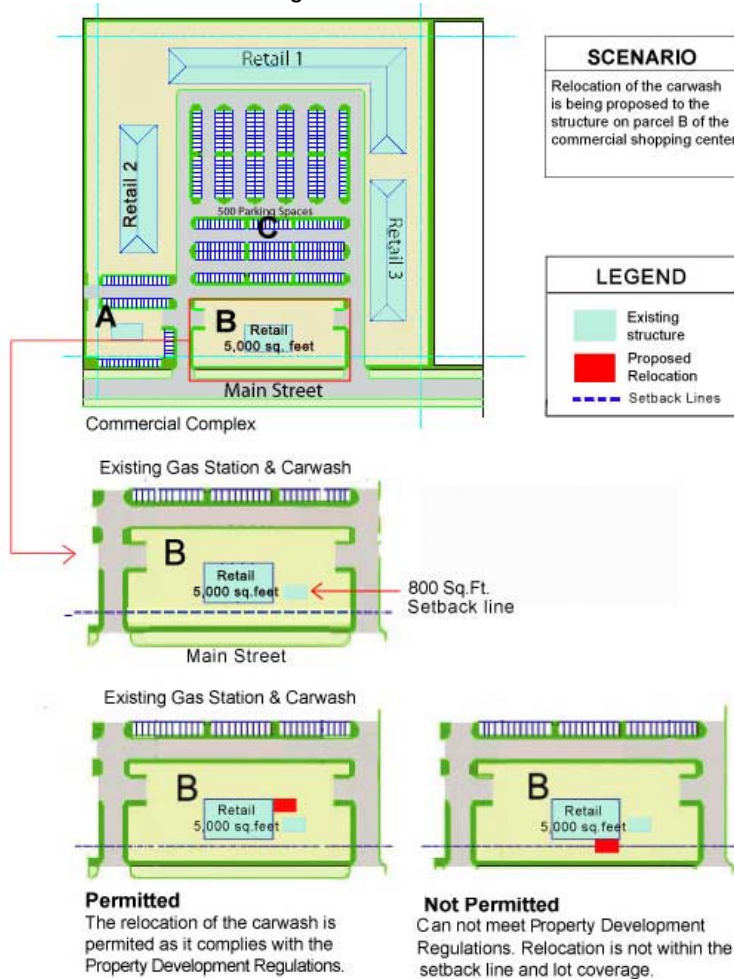 Retail 1
SCENARIO
Relocation of the carwash
is being proposed to the
structure on parcel B of the
commercial shopping center
Retail 2
500 Parking Spaces
C
Retail 3
A
B
Retail
5,000 sq. feet
Main Street
Commercial Complex
LEGEND
Existing
structure
Proposed
Relocation
Setback Lines
Existing Gas Station & Carwash
B
Retail
5,000 sq.feet
800 Sq.Ft.
Setback line
Main Street
Existing Gas Station & Carwash
B
Retail
5,000 sq.feet
B
Retail
5,000 sq.feet
Permitted
The relocation of the carwash is
permited as it complies with the
Property Development Regulations.
Not Permitted
Can not meet Property Development
Regulations. Relocation is not within the
setback line and lot coverage.